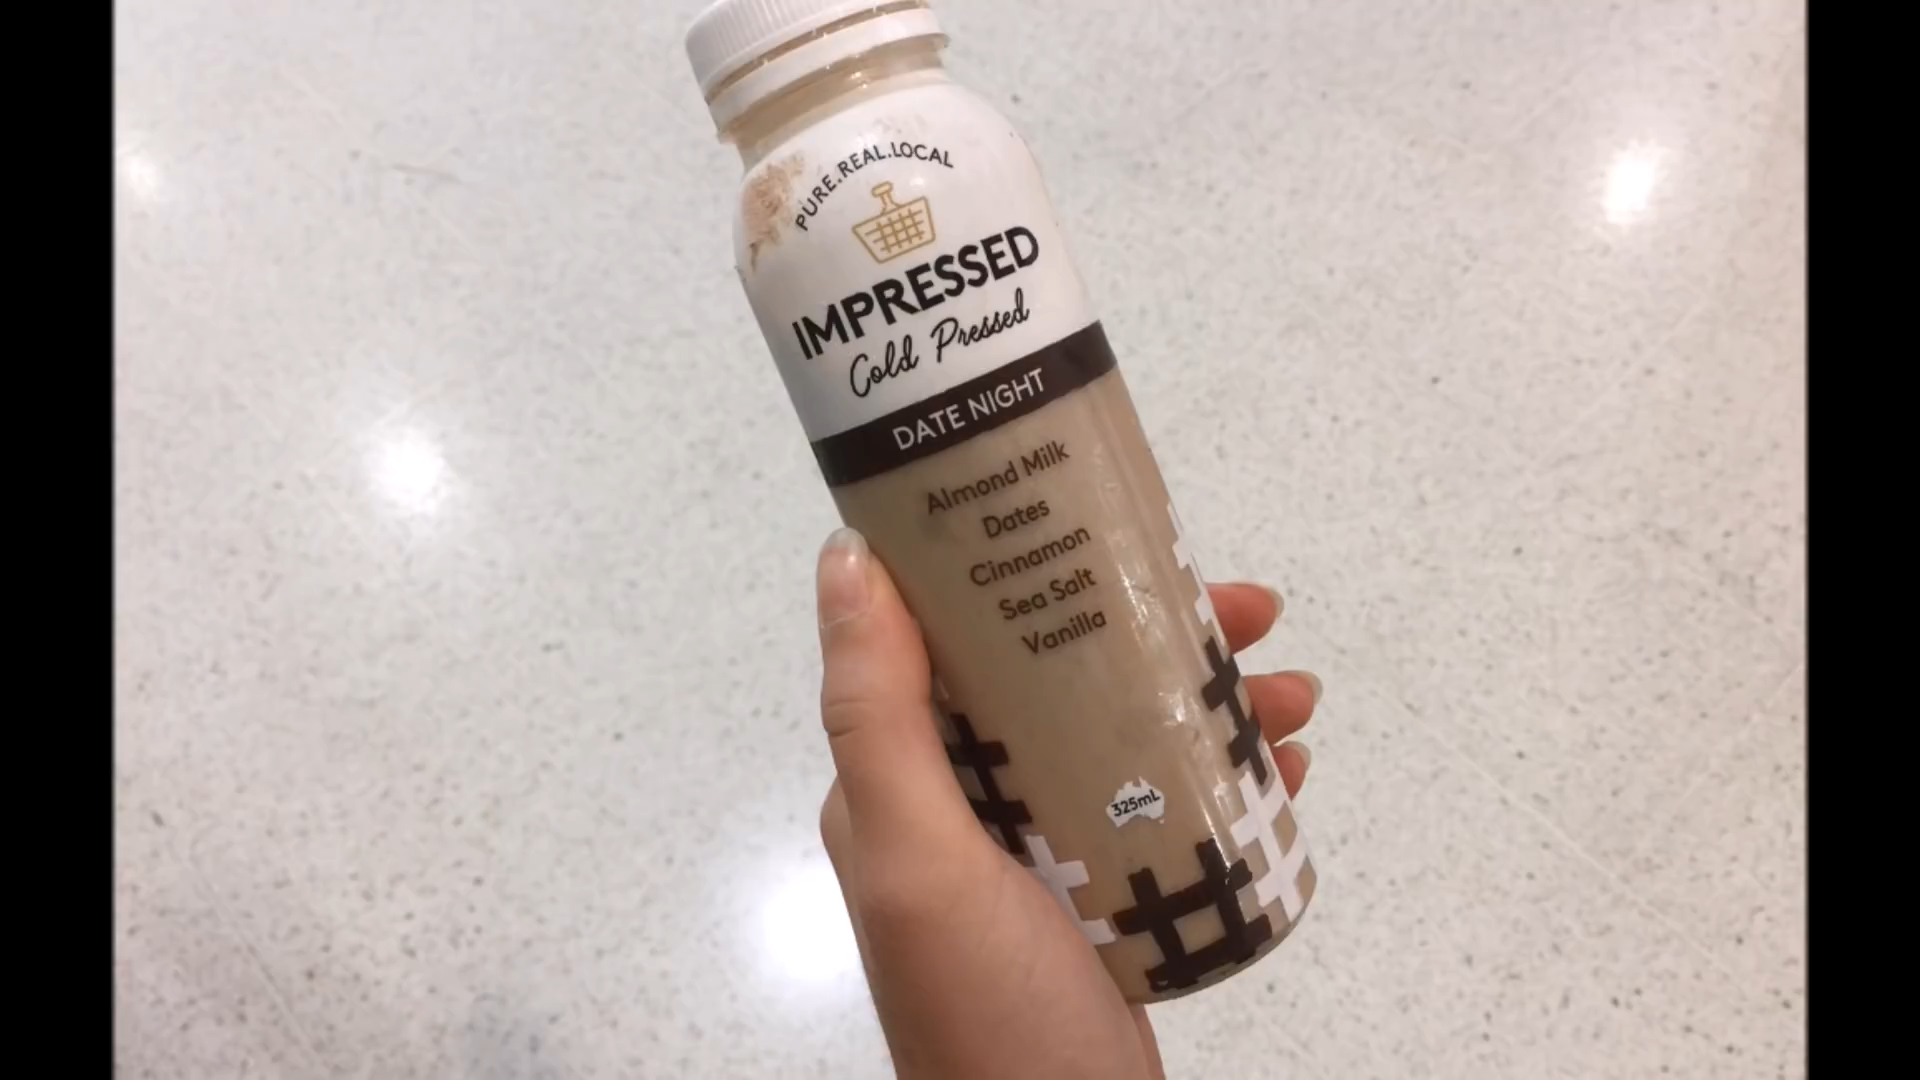 PURE.REAL.LOCAL
IMPRESSED
Cold Pressed
DATE NIGHT
Almond Milk
Dates
Cinnamon
Sea Salt
Vanilla
325mL